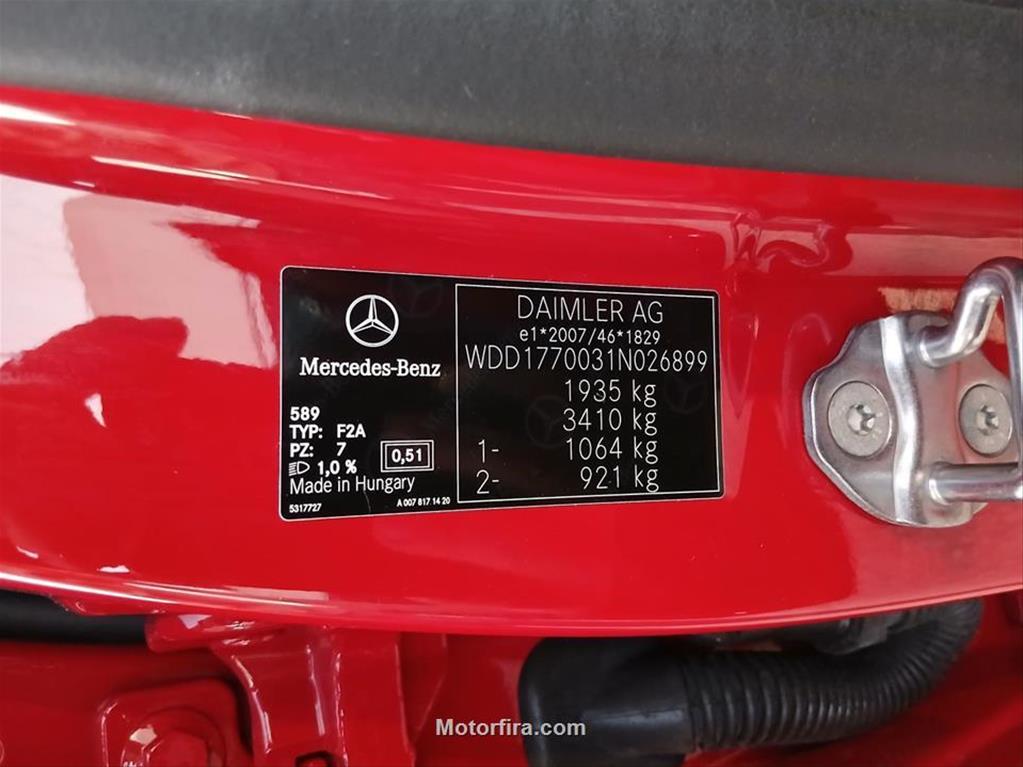 Mercedes-Benz
589
TYP: F2A
PZ: 7
1,0 %
0,51
Made in Hungary
5317727
A 007 817 14 20
DAIMLER AG
e1*2007/46*1829
WDD1770031N026899
1935 kg
3410 kg
1- 1064 kg
2- 921 kg
Motorfira.com